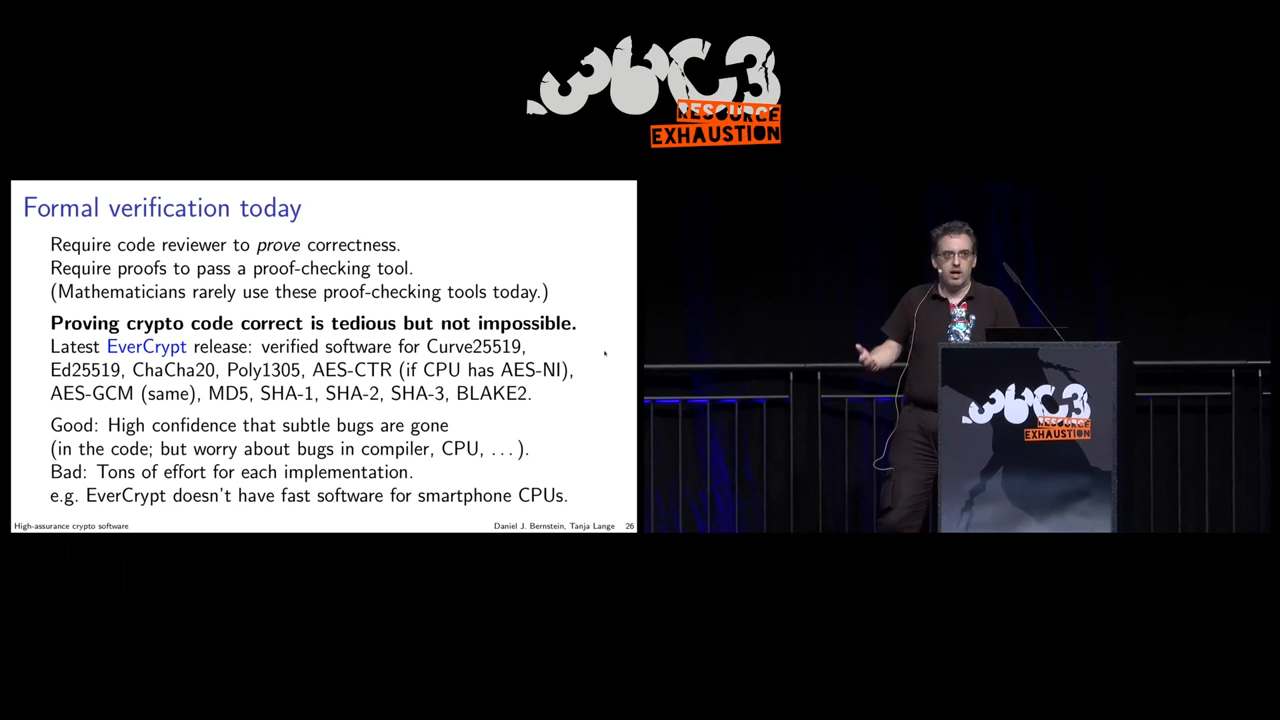 36C3
RESOURCE
EXHAUSTION
Formal verification today
Require code reviewer to prove correctness.
Require proofs to pass a proof-checking tool.
(Mathematicians rarely use these proof-checking tools today.)
Proving crypto code correct is tedious but not impossible.
Latest EverCrypt release: verified software for Curve25519,
Ed25519, ChaCha20, Poly1305, AES-CTR (if CPU has AES-NI),
AES-GCM (same), MD5, SHA-1, SHA-2, SHA-3, BLAKE2.
Good: High confidence that subtle bugs are gone
(in the code; but worry about bugs in compiler, CPU, ...).
Bad: Tons of effort for each implementation.
e.g. EverCrypt doesn't have fast software for smartphone CPUs.
High-assurance crypto software
Daniel J. Bernstein, Tanja Lange 26
36C3
RESOURCE
EXHAUSTION